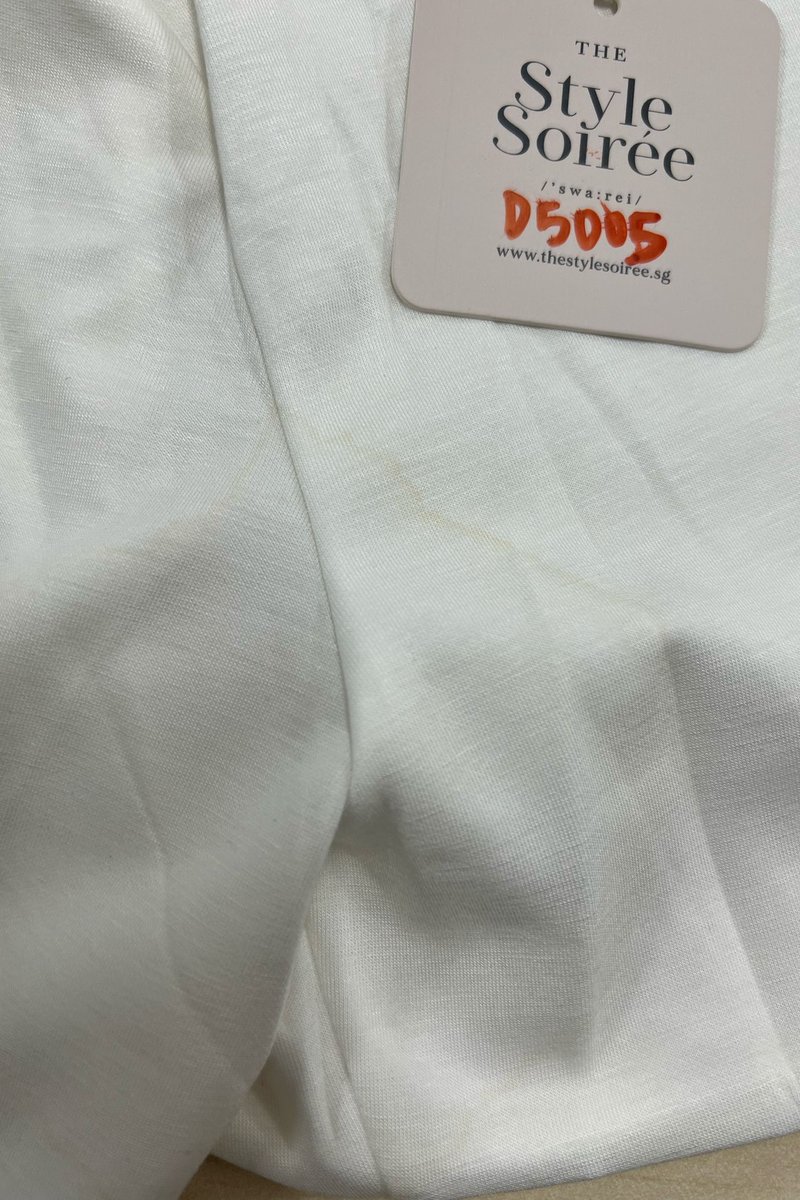 THE
Style
Soirée
/'swa:rei/
D5005
www.thestylesoiree.sg